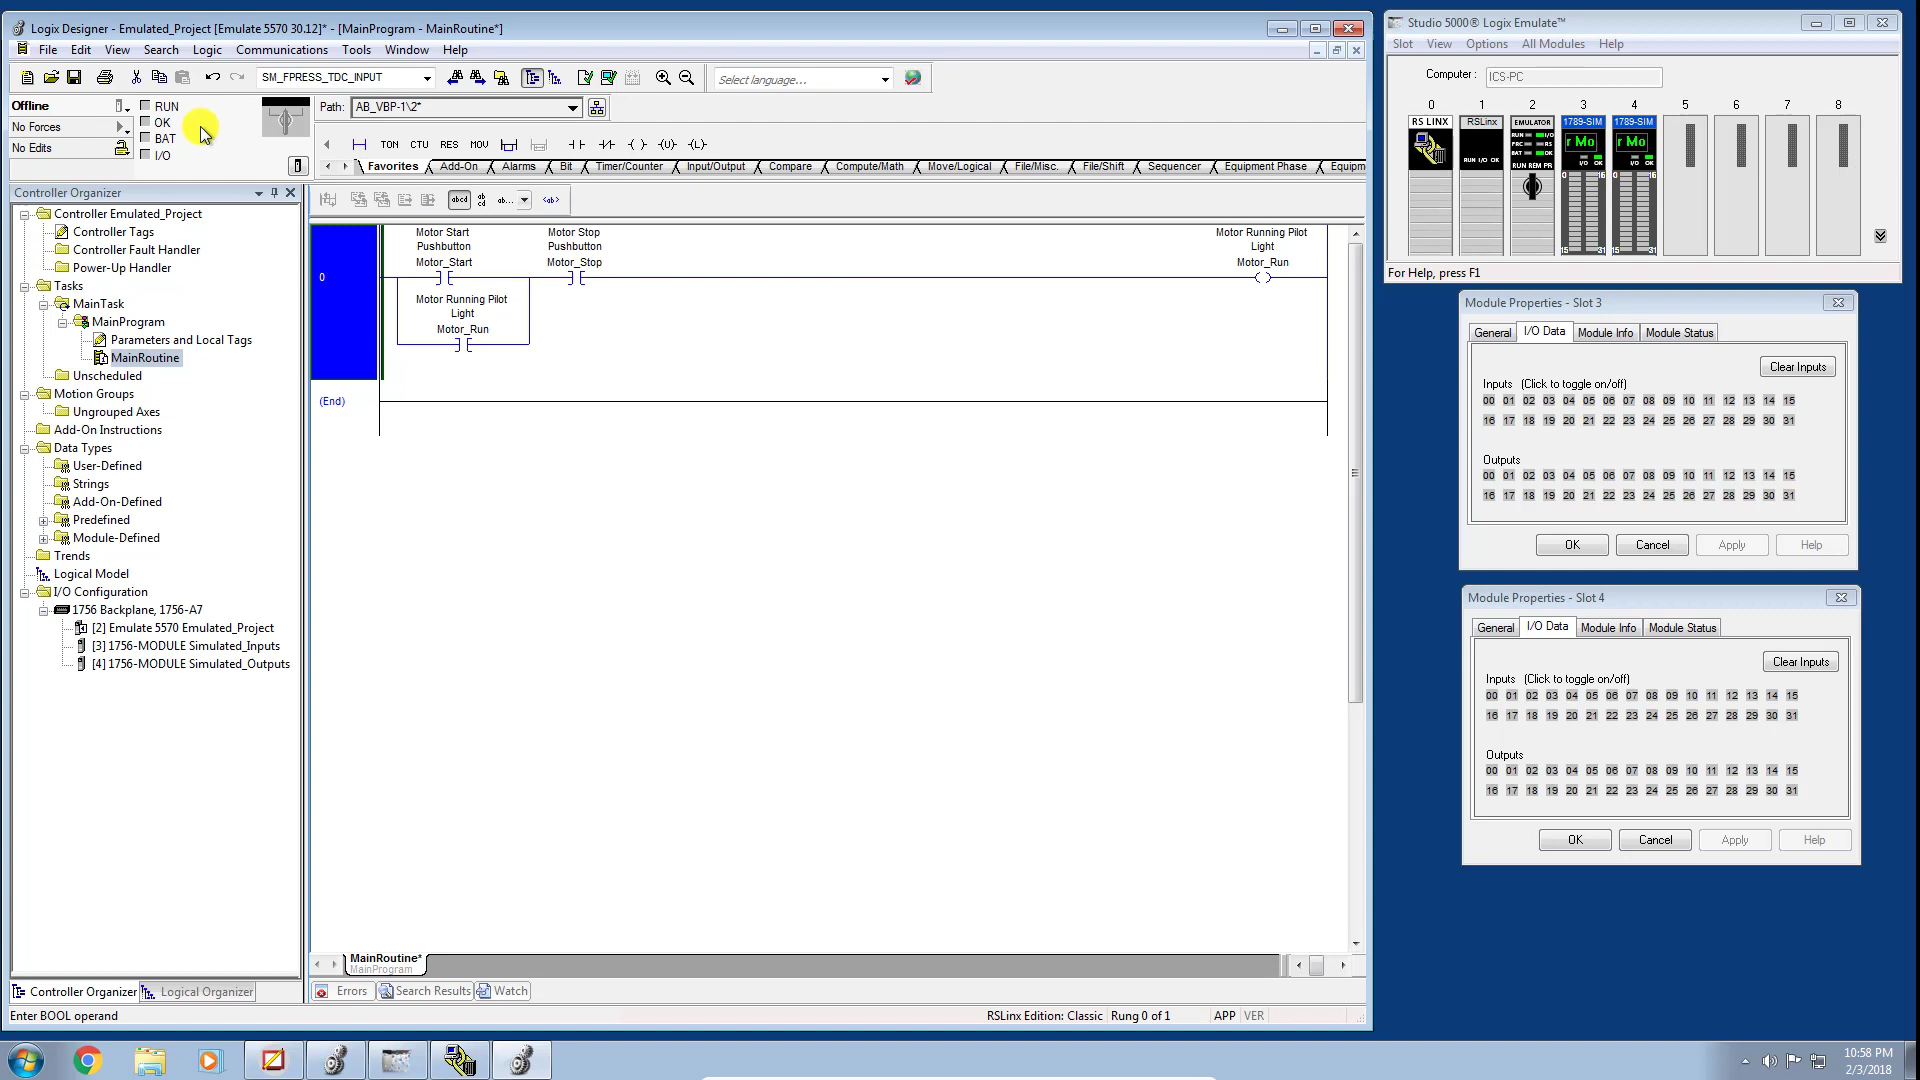 Logix Designer - Emulated_Project [Emulate 5570 30.12]* - [MainProgram - MainRoutine*]
File Edit View Search Logic Communications Tools Window Help
SM_FPRESS_TDC_INPUT
Select language...
Offline
RUN
No Forces
OK
No Edits
BAT
I/O
Path: AB_VBP-1\2*
TON CTU RES MOV
Favorites Add-On Alarms Bit Timer/Counter Input/Output Compare Compute/Math Move/Logical File/Misc. File/Shift Sequencer Equipment Phase Equipm
Controller Organizer
Controller Emulated_Project
Controller Tags
Controller Fault Handler
Power-Up Handler
Tasks
MainTask
MainProgram
Parameters and Local Tags
MainRoutine
Unscheduled
Motion Groups
Ungrouped Axes
Add-On Instructions
Data Types
User-Defined
Strings
Add-On-Defined
Predefined
Module-Defined
Trends
Logical Model
I/O Configuration
1756 Backplane, 1756-A7
[2] Emulate 5570 Emulated_Project
[3] 1756-MODULE Simulated_Inputs
[4] 1756-MODULE Simulated_Outputs
Controller Organizer Logical Organizer
Enter BOOL operand
abcd ab cd ab... <ab>
Motor Start
Pushbutton
Motor_Start
Motor Stop
Pushbutton
Motor_Stop
Motor Running Pilot
Light
Motor_Run
0
Motor Running Pilot
Light
Motor_Run
(End)
MainRoutine*
MainProgram
Errors Search Results Watch
RSLinx Edition: Classic Rung 0 of 1 APP VER
Studio 5000® Logix Emulate™
Slot View Options All Modules Help
Computer : ICS-PC
0 1 2 3 4 5 6 7 8
RS LINX RSLinx EMULATOR 1789-SIM 1789-SIM
r Mo r Mo
RUN I/O OK
RUN REM PR
For Help, press F1
Module Properties - Slot 3
General I/O Data Module Info Module Status
Clear Inputs
Inputs (Click to toggle on/off)
00 01 02 03 04 05 06 07 08 09 10 11 12 13 14 15
16 17 18 19 20 21 22 23 24 25 26 27 28 29 30 31
Outputs
00 01 02 03 04 05 06 07 08 09 10 11 12 13 14 15
16 17 18 19 20 21 22 23 24 25 26 27 28 29 30 31
OK Cancel Apply Help
Module Properties - Slot 4
General I/O Data Module Info Module Status
Clear Inputs
Inputs (Click to toggle on/off)
00 01 02 03 04 05 06 07 08 09 10 11 12 13 14 15
16 17 18 19 20 21 22 23 24 25 26 27 28 29 30 31
Outputs
00 01 02 03 04 05 06 07 08 09 10 11 12 13 14 15
16 17 18 19 20 21 22 23 24 25 26 27 28 29 30 31
OK Cancel Apply Help
10:58 PM
2/3/2018